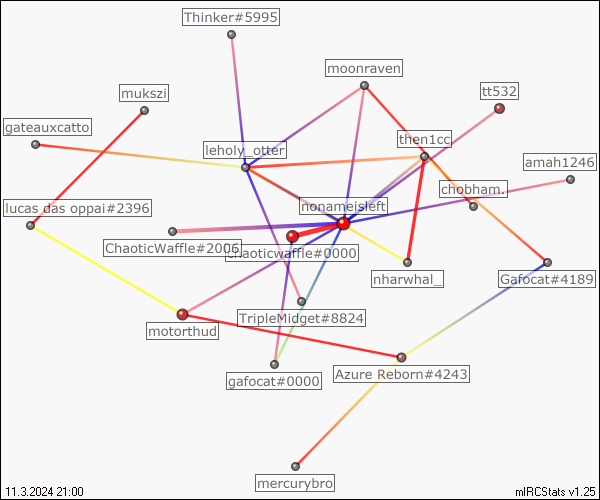 Thinker#5995
moonraven
mukszi
tt532
gateauxcatto
then1cc
leholy_otter
amah1246
chobham.
lucas das oppai#2396
nonameisleft
ChaoticWaffle#2006
chaoticwaffle#0000
nharwhal_
Gafocat#4189
TripleMidget#8824
motorthud
gafocat#0000
Azure Reborn#4243
mercurybro
11.3.2024 21:00
mIRCStats v1.25